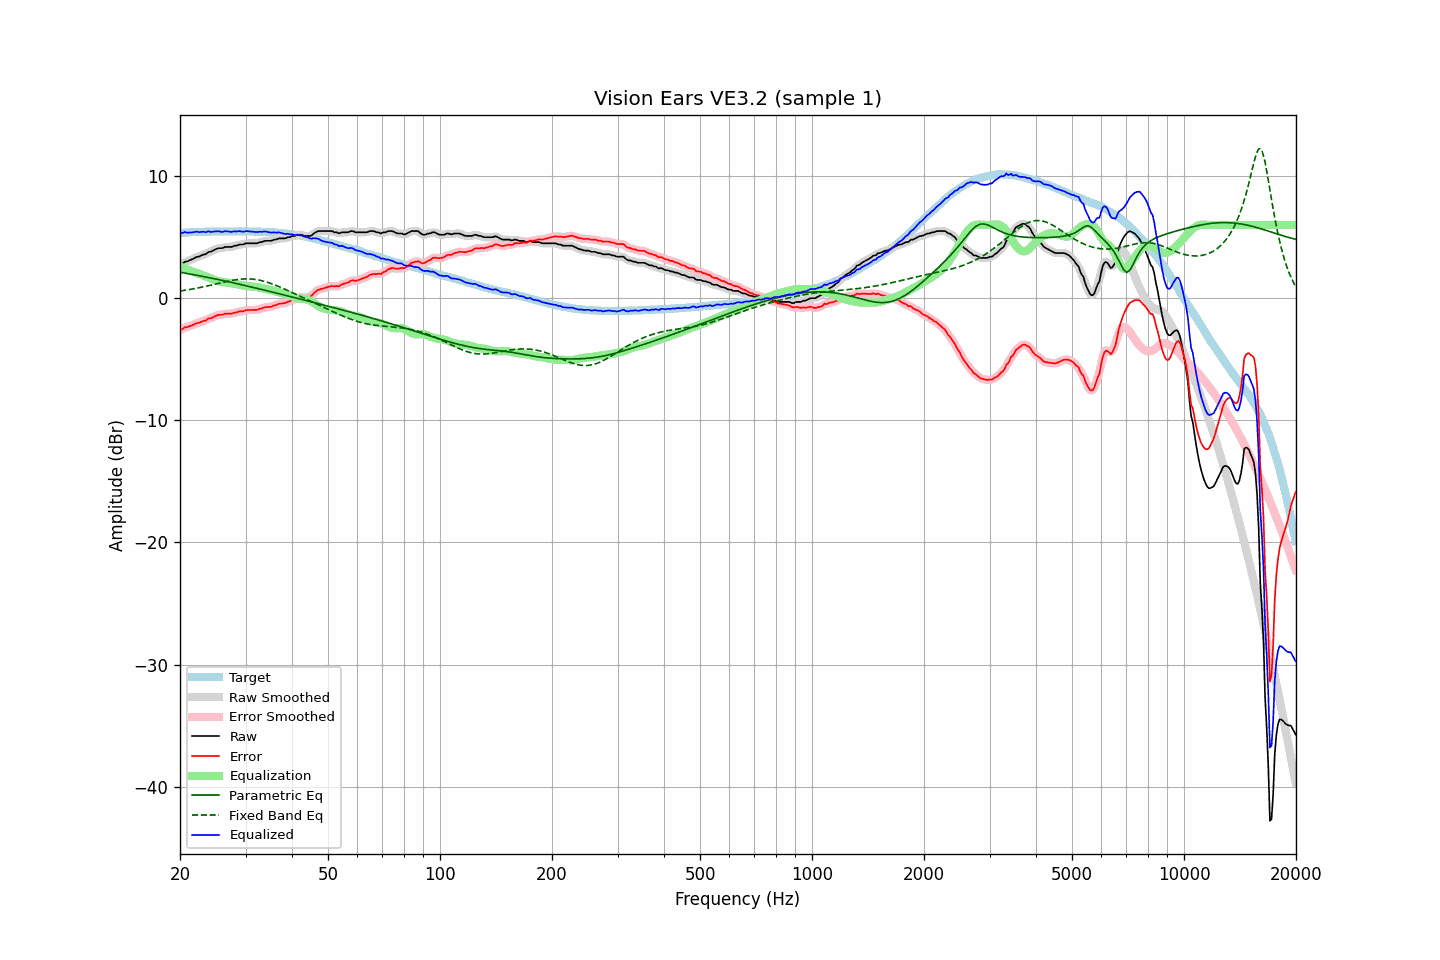 Vision Ears VE3.2 (sample 1)
10
0
−10
−20
−30
−40
Amplitude (dBr)
Target
Raw Smoothed
Error Smoothed
Raw
Error
Equalization
Parametric Eq
Fixed Band Eq
Equalized
20 50 100 200 500 1000 2000 5000 10000 20000
Frequency (Hz)